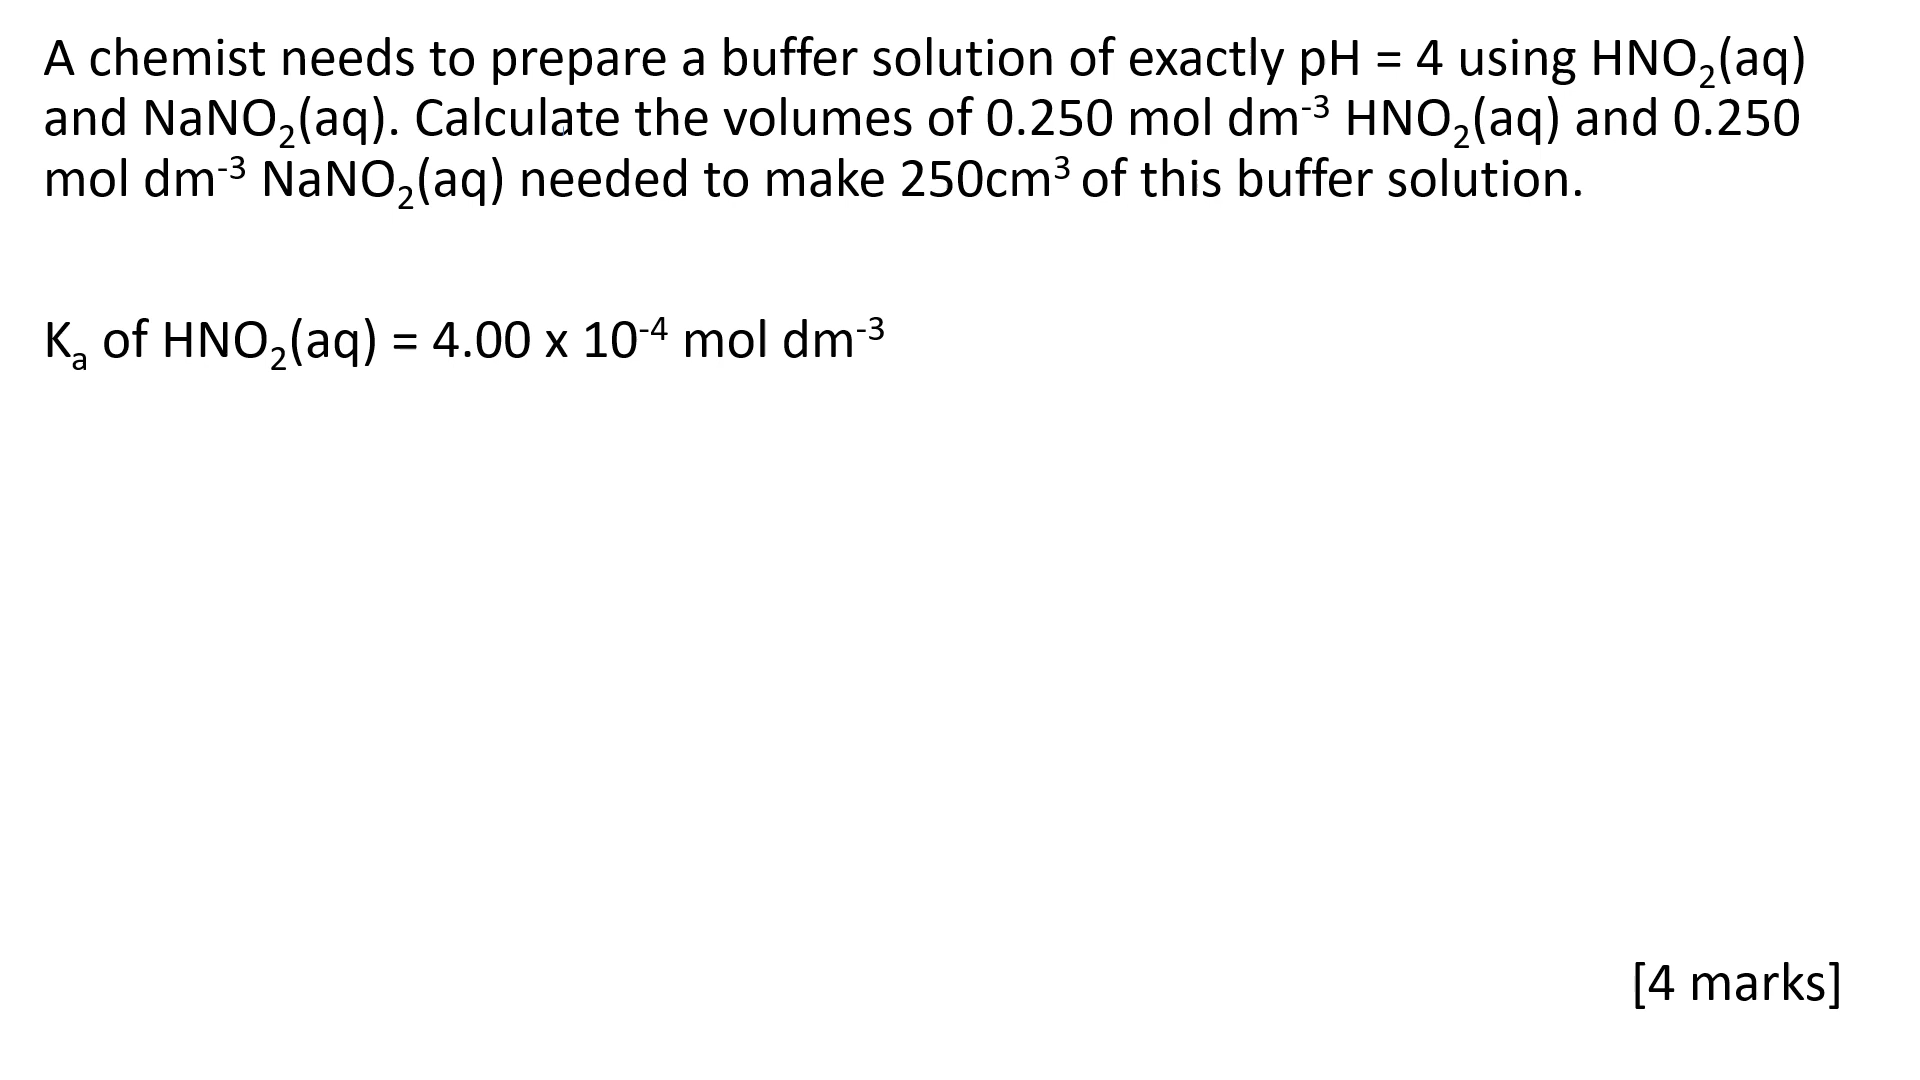 A chemist needs to prepare a buffer solution of exactly pH = 4 using HNO₂(aq)
and NaNO₂(aq). Calculate the volumes of 0.250 mol dm⁻³ HNO₂(aq) and 0.250
mol dm⁻³ NaNO₂(aq) needed to make 250cm³ of this buffer solution.
Kₐ of HNO₂(aq) = 4.00 x 10⁻⁴ mol dm⁻³
[4 marks]